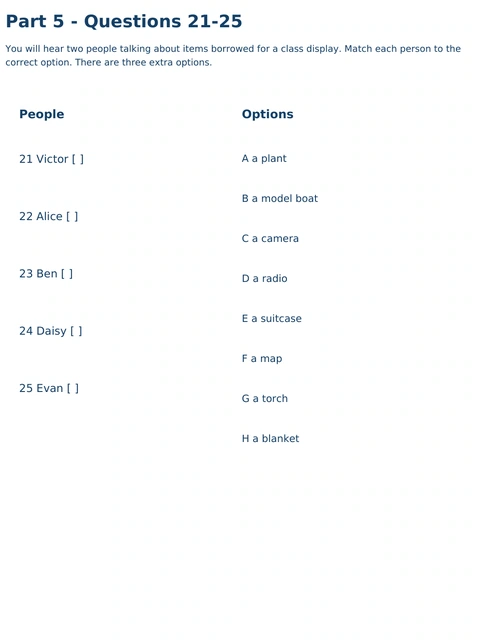 Part 5 - Questions 21-25
You will hear two people talking about items borrowed for a class display. Match each person to the
correct option. There are three extra options.
People
21 Victor [ ]
22 Alice [ ]
23 Ben [ ]
24 Daisy [ ]
25 Evan [ ]
Options
A a plant
B a model boat
C a camera
D a radio
E a suitcase
F a map
G a torch
H a blanket